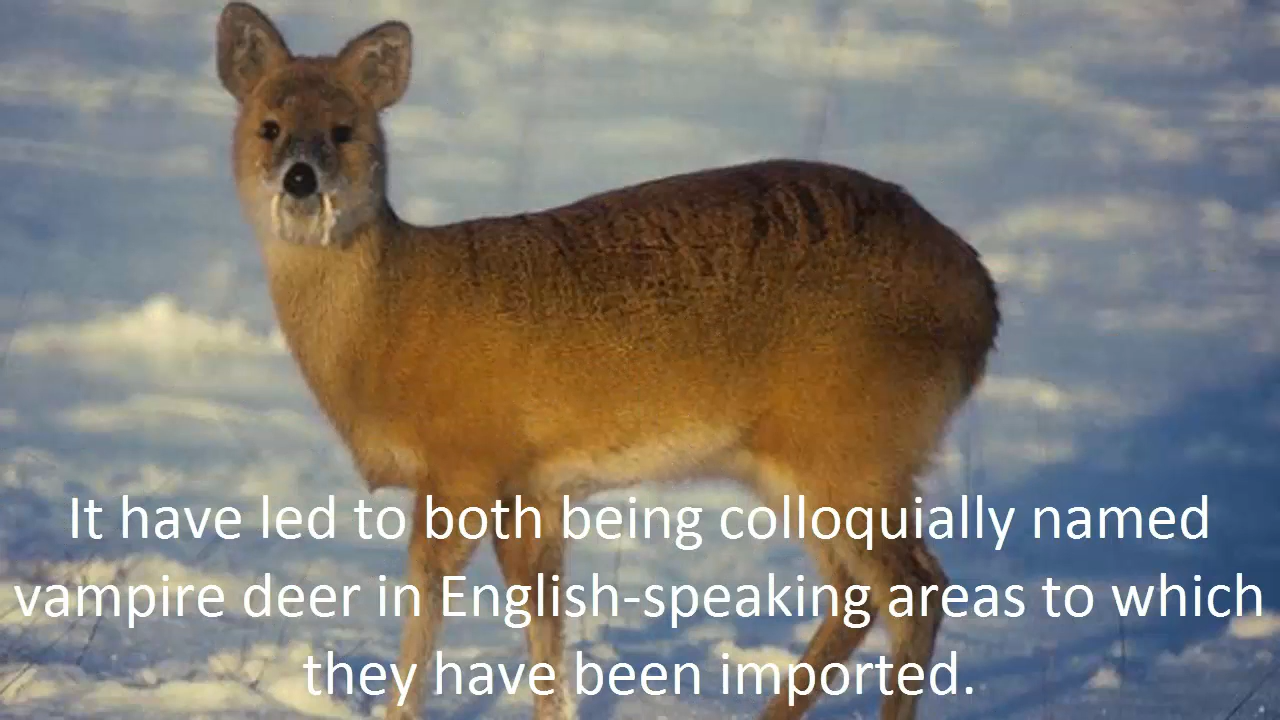 It have led to both being colloquially named
vampire deer in English-speaking areas to which
they have been imported.